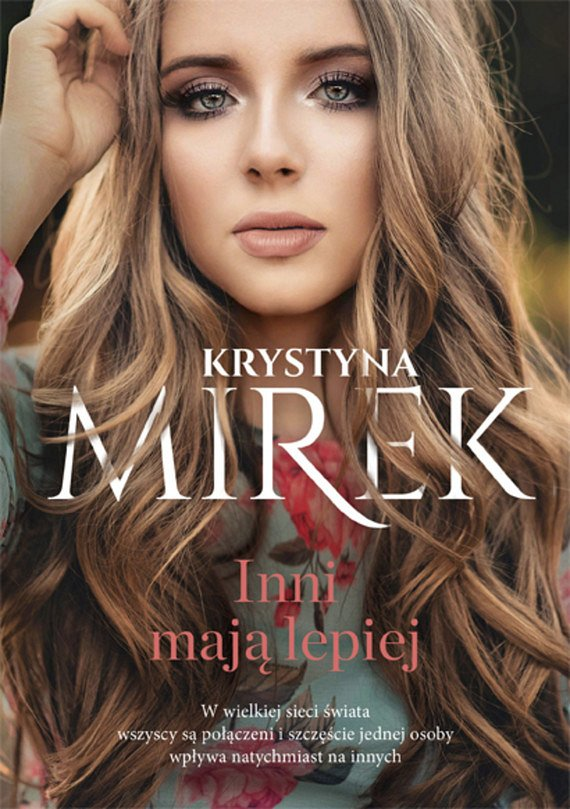 KRYSTYNA
MIREK
Inni
mają lepiej
W wielkiej sieci świata
wszyscy są połączeni i szczęście jednej osoby
wpływa natychmiast na innych